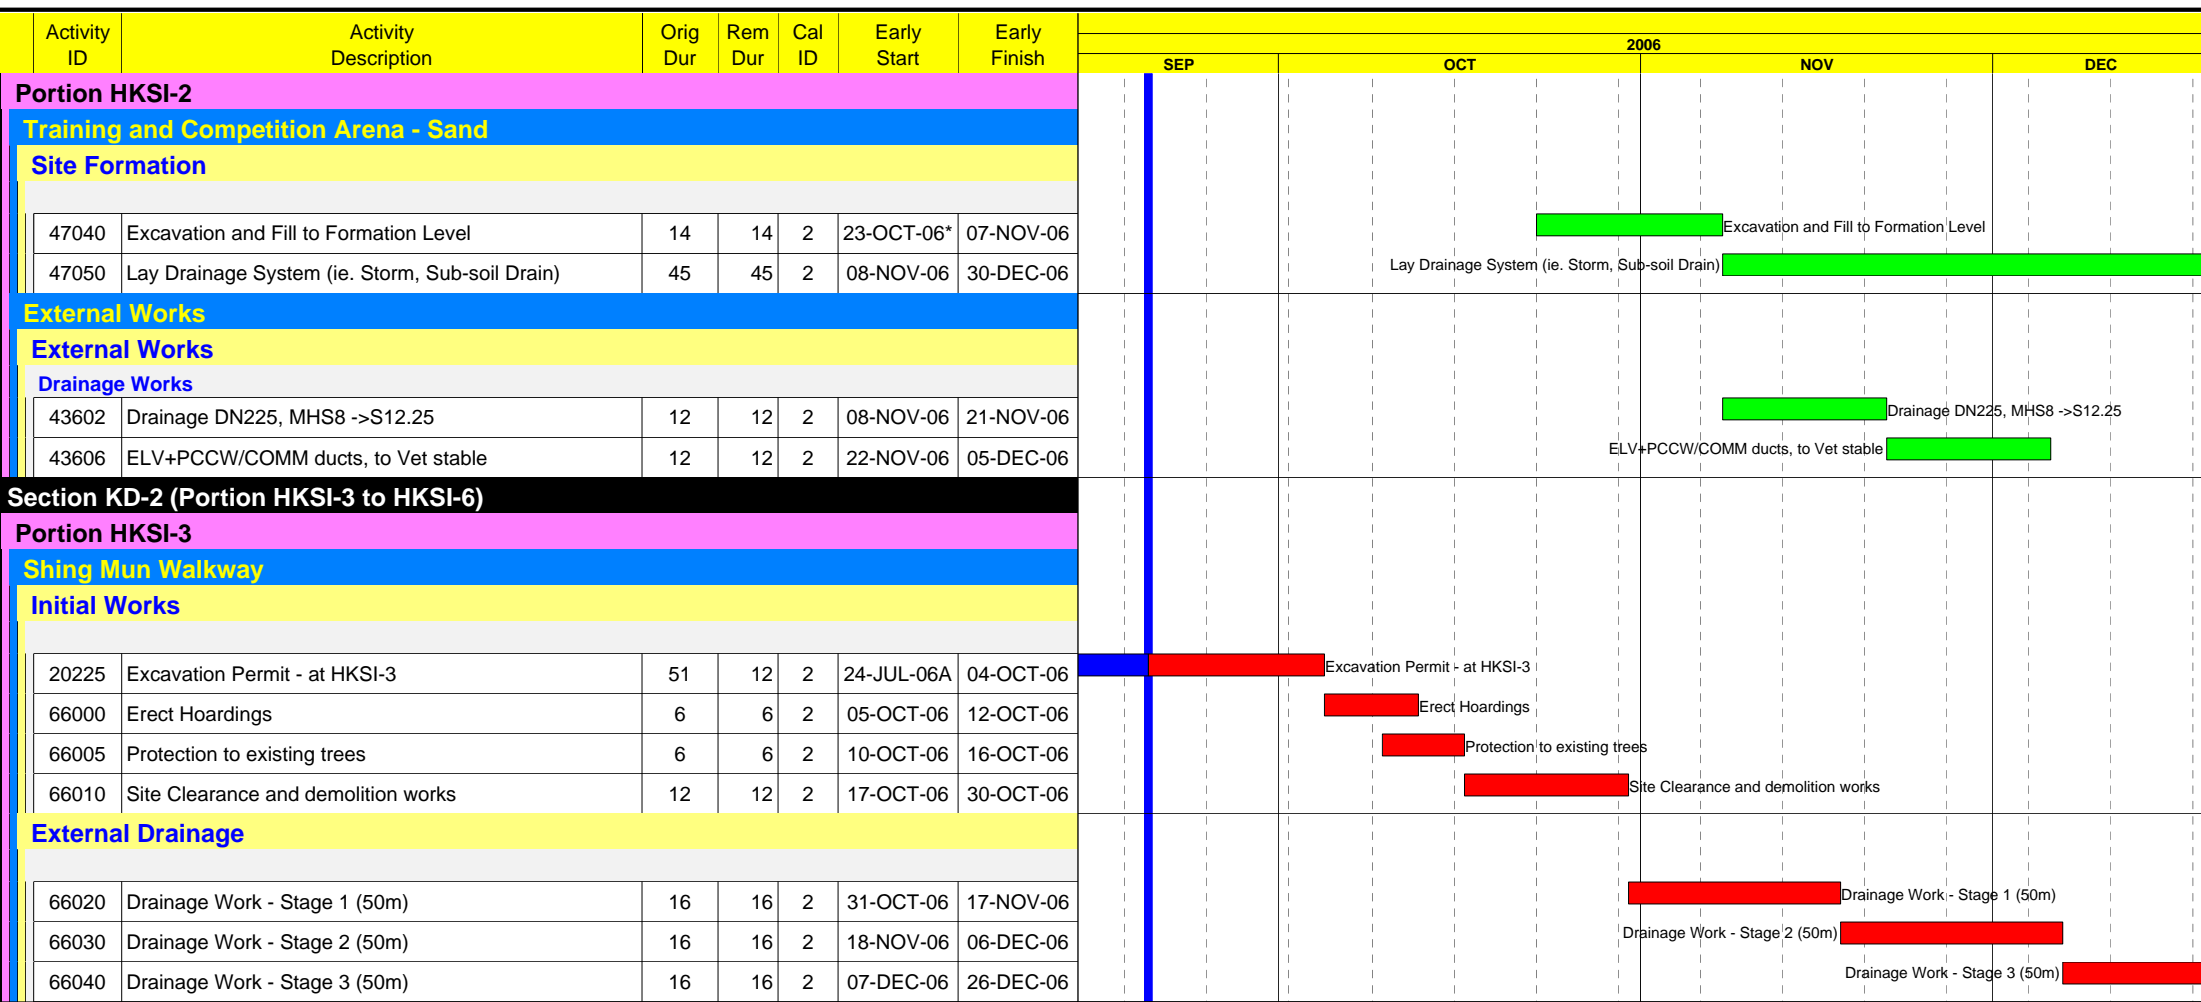 Activity ID Activity Description Orig Dur Rem Dur Cal ID Early Start Early Finish
2006
SEP OCT NOV DEC
Portion HKSI-2
Training and Competition Arena - Sand
Site Formation
47040 Excavation and Fill to Formation Level 14 14 2 23-OCT-06* 07-NOV-06 Excavation and Fill to Formation Level
47050 Lay Drainage System (ie. Storm, Sub-soil Drain) 45 45 2 08-NOV-06 30-DEC-06 Lay Drainage System (ie. Storm, Sub-soil Drain)
External Works
External Works
Drainage Works
43602 Drainage DN225, MHS8 ->S12.25 12 12 2 08-NOV-06 21-NOV-06 Drainage DN225, MHS8 ->S12.25
43606 ELV+PCCW/COMM ducts, to Vet stable 12 12 2 22-NOV-06 05-DEC-06 ELV+PCCW/COMM ducts, to Vet stable
Section KD-2 (Portion HKSI-3 to HKSI-6)
Portion HKSI-3
Shing Mun Walkway
Initial Works
20225 Excavation Permit - at HKSI-3 51 12 2 24-JUL-06A 04-OCT-06 Excavation Permit - at HKSI-3
66000 Erect Hoardings 6 6 2 05-OCT-06 12-OCT-06 Erect Hoardings
66005 Protection to existing trees 6 6 2 10-OCT-06 16-OCT-06 Protection to existing trees
66010 Site Clearance and demolition works 12 12 2 17-OCT-06 30-OCT-06 Site Clearance and demolition works
External Drainage
66020 Drainage Work - Stage 1 (50m) 16 16 2 31-OCT-06 17-NOV-06 Drainage Work - Stage 1 (50m)
66030 Drainage Work - Stage 2 (50m) 16 16 2 18-NOV-06 06-DEC-06 Drainage Work - Stage 2 (50m)
66040 Drainage Work - Stage 3 (50m) 16 16 2 07-DEC-06 26-DEC-06 Drainage Work - Stage 3 (50m)